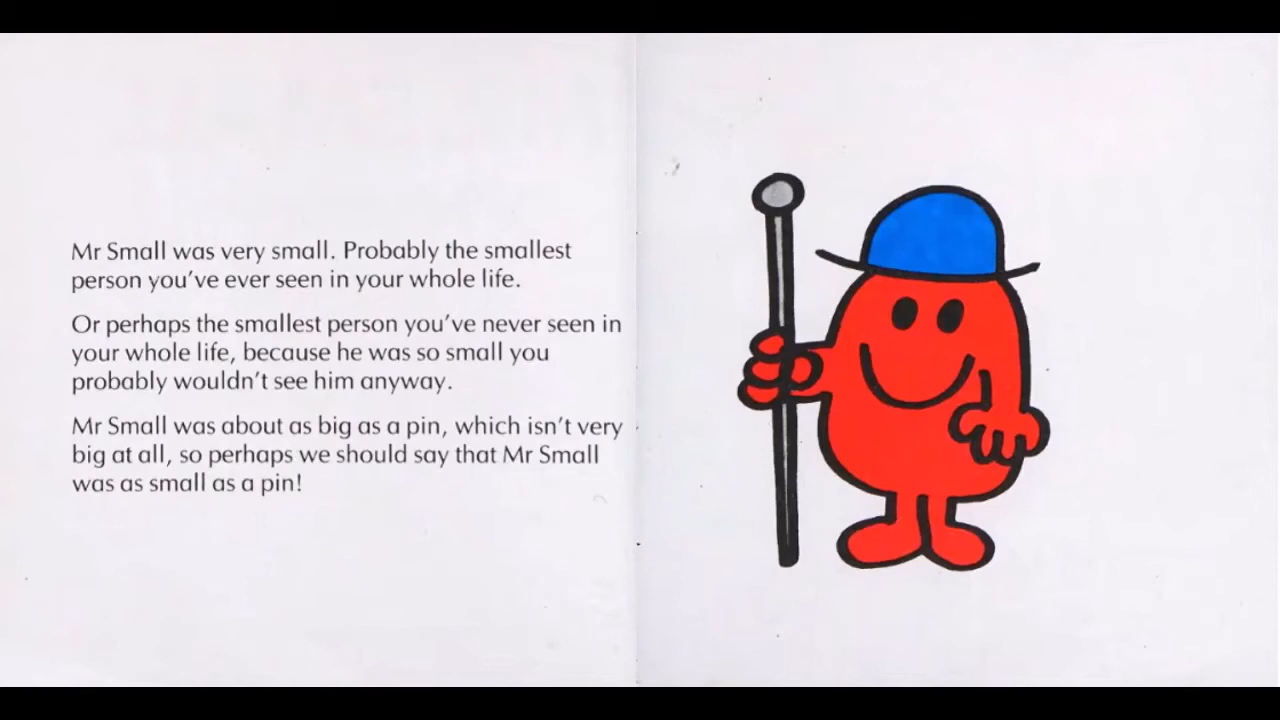 Mr Small was very small. Probably the smallest
person you've ever seen in your whole life.
Or perhaps the smallest person you've never seen in
your whole life, because he was so small you
probably wouldn't see him anyway.
Mr Small was about as big as a pin, which isn't very
big at all, so perhaps we should say that Mr Small
was as small as a pin!